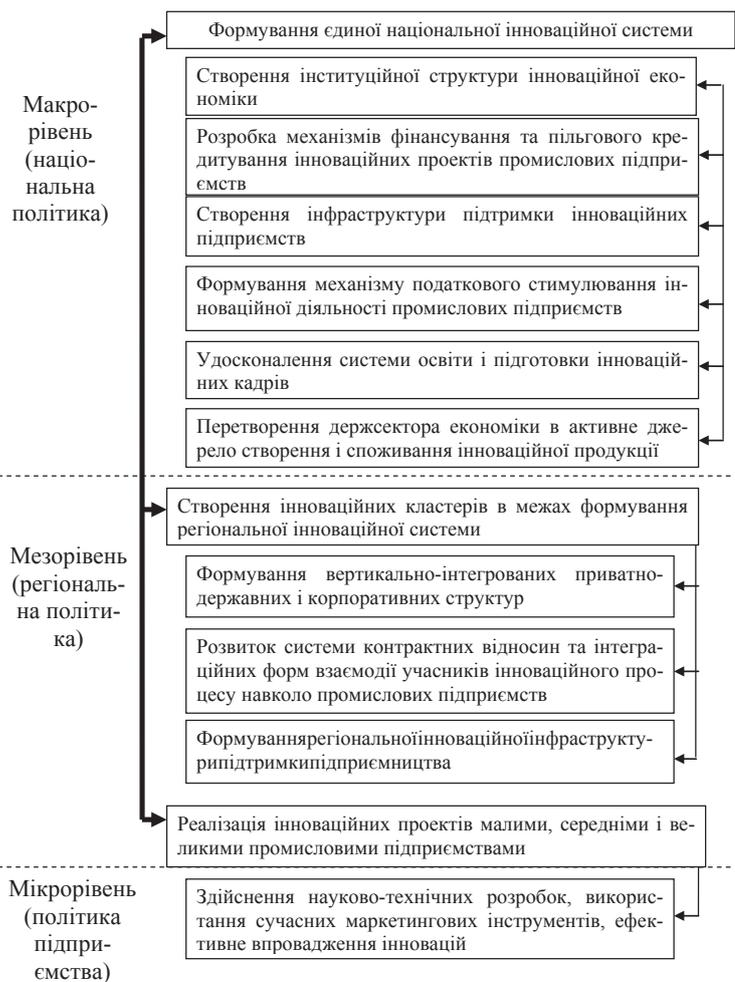 Формування єдиної національної інноваційної системи
Макро-
рівень
(націо-
нальна
політика)
Створення інституційної структури інноваційної еко-
номіки
Розробка механізмів фінансування та пільгового кре-
дитування інноваційних проектів промислових підпри-
ємств
Створення інфраструктури підтримки інноваційних
підприємств
Формування механізму податкового стимулювання ін-
новаційної діяльності промислових підприємств
Удосконалення системи освіти і підготовки інновацій-
них кадрів
Перетворення держсектора економіки в активне дже-
рело створення і споживання інноваційної продукції
Мезорівень
(регіональ-
на політи-
ка)
Створення інноваційних кластерів в межах формування
регіональної інноваційної системи
Формування вертикально-інтегрованих приватно-
державних і корпоративних структур
Розвиток системи контрактних відносин та інтегра-
ційних форм взаємодії учасників інноваційного про-
цесу навколо промислових підприємств
Формуваннярегіональноїінноваційноїінфраструкту-
рипідтримкипідприємництва
Реалізація інноваційних проектів малими, середніми і ве-
ликими промисловими підприємствами
Мікрорівень
(політика
підпри-
ємства)
Здійснення науково-технічних розробок, викорис-
тання сучасних маркетингових інструментів, ефе-
ктивне впровадження інновацій